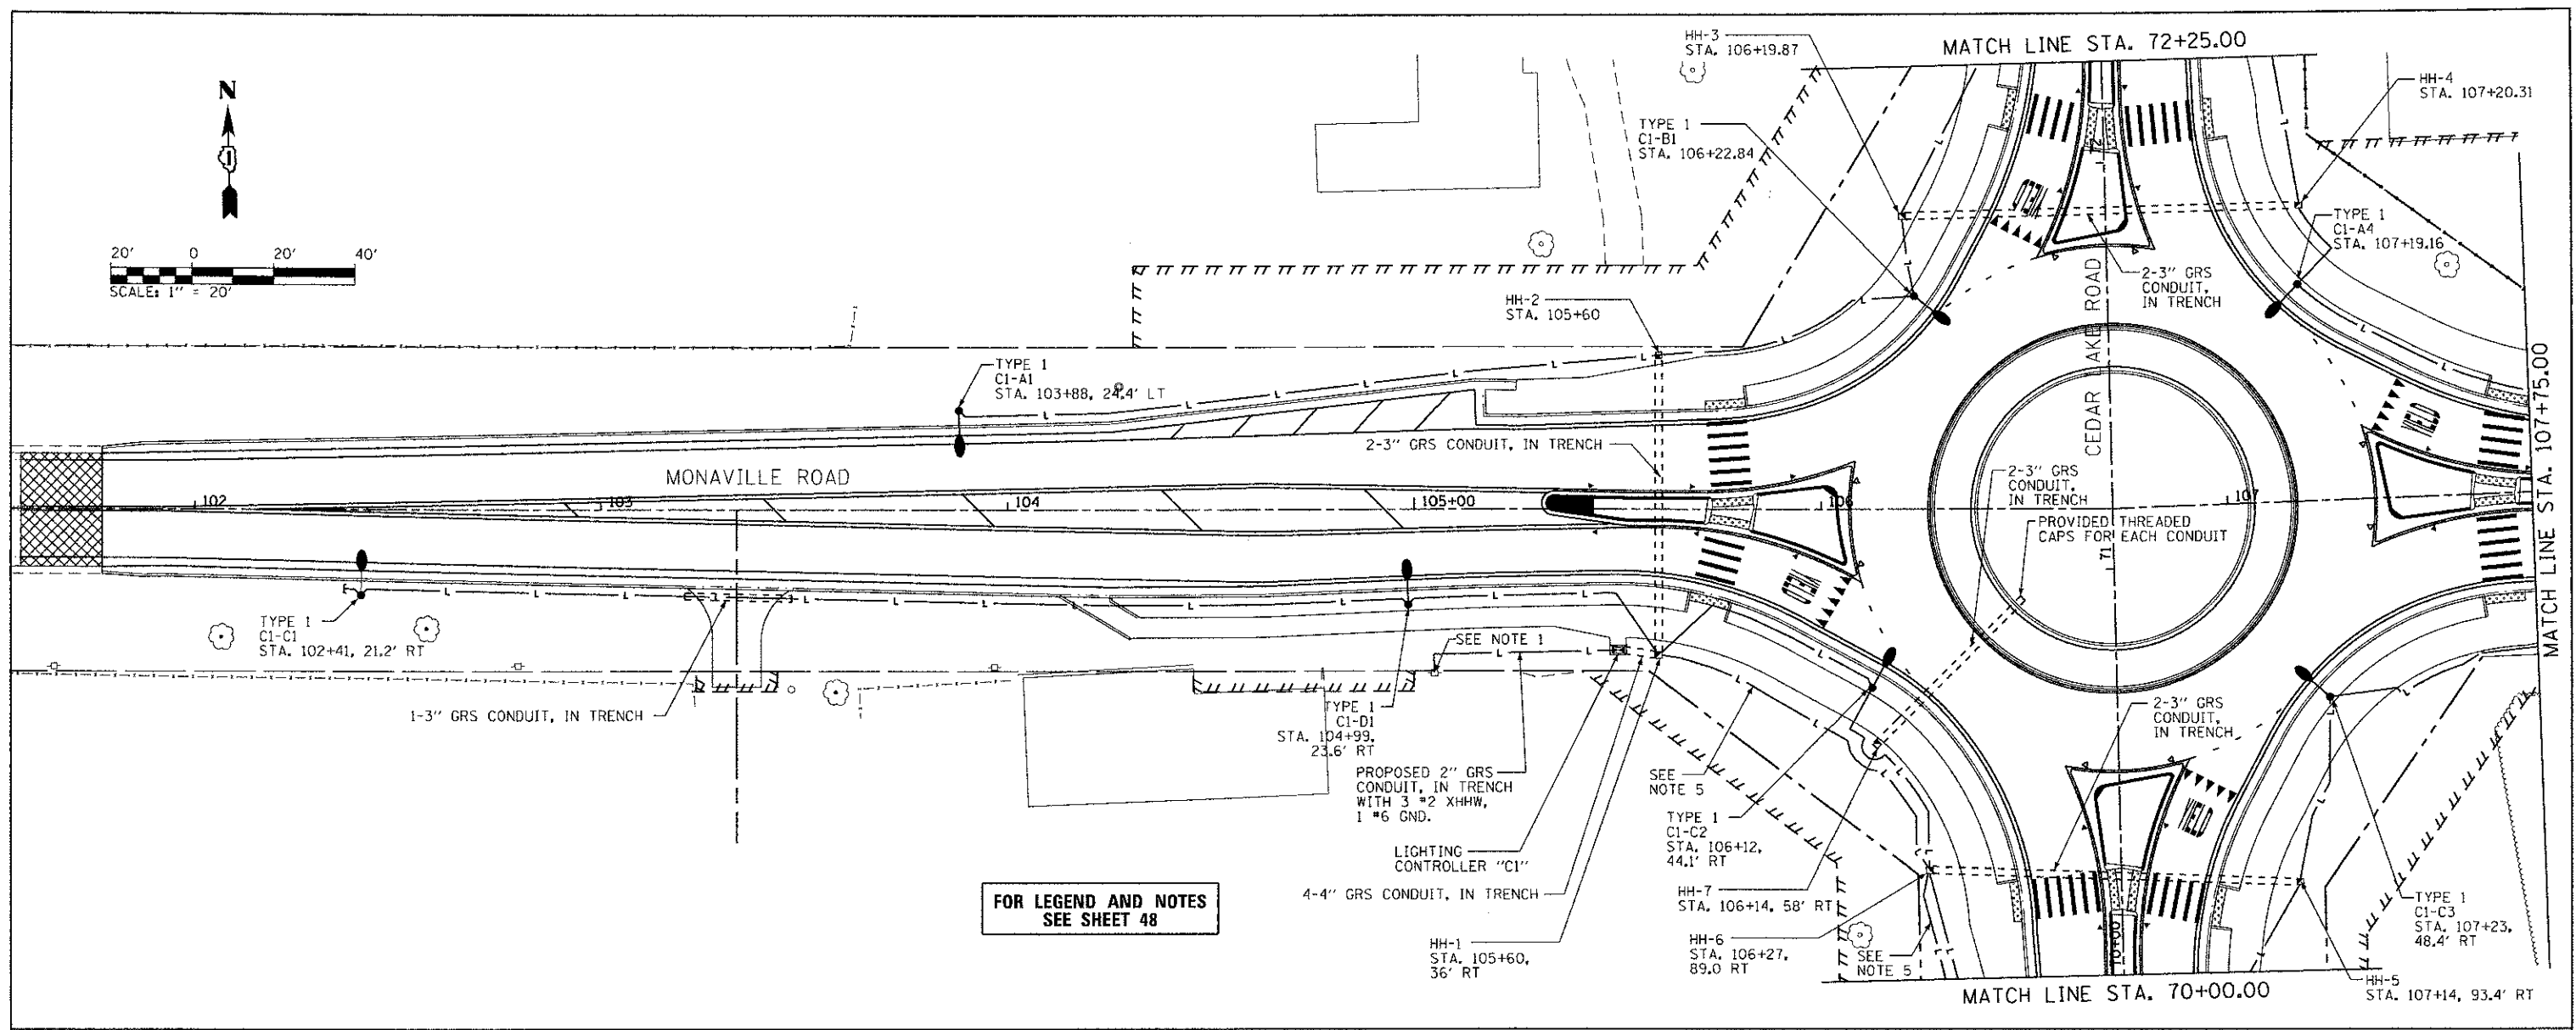 N
20' 0 20' 40'
SCALE: 1" = 20'
HH-3
STA. 106+19.87
MATCH LINE STA. 72+25.00
HH-4
STA. 107+20.31
TYPE 1
C1-B1
STA. 106+22.84
TYPE 1
C1-A4
STA. 107+19.16
2-3" GRS
CONDUIT,
IN TRENCH
72
CEDAR LAKE ROAD
HH-2
STA. 105+60
TYPE 1
C1-A1
STA. 103+88, 24.4' LT
2-3" GRS CONDUIT, IN TRENCH
MONAVILLE ROAD
102
103
104
105+00
106
107
2-3" GRS
CONDUIT,
IN TRENCH
PROVIDED THREADED
CAPS FOR EACH CONDUIT
71
MATCH LINE STA. 107+75.00
YIELD
YIELD
YIELD
YIELD
TYPE 1
C1-C1
STA. 102+41, 21.2' RT
SEE NOTE 1
1-3" GRS CONDUIT, IN TRENCH
TYPE 1
C1-D1
STA. 104+99,
23.6' RT
PROPOSED 2" GRS
CONDUIT, IN TRENCH
WITH 3 #2 XHHW,
1 #6 GND.
LIGHTING
CONTROLLER "C1"
4-4" GRS CONDUIT, IN TRENCH
HH-1
STA. 105+60,
36' RT
SEE
NOTE 5
TYPE 1
C1-C2
STA. 106+12,
44.1' RT
HH-7
STA. 106+14, 58' RT
HH-6
STA. 106+27,
89.0 RT
SEE
NOTE 5
2-3" GRS
CONDUIT,
IN TRENCH
70+00
TYPE 1
C1-C3
STA. 107+23,
48.4' RT
HH-5
STA. 107+14, 93.4' RT
MATCH LINE STA. 70+00.00
FOR LEGEND AND NOTES
SEE SHEET 48